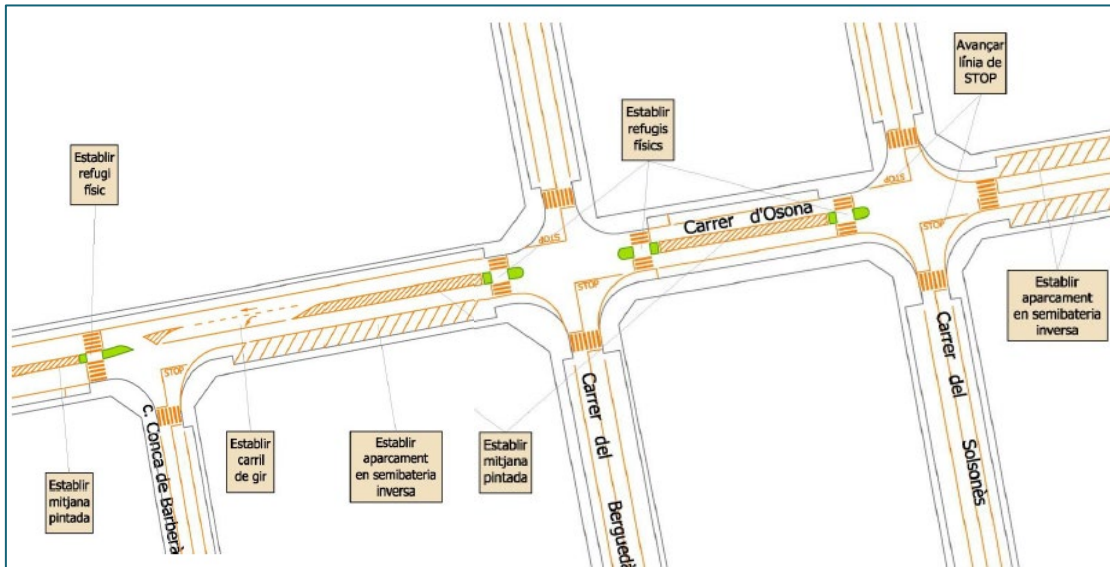 Avançar
línia de
STOP
Establir
refugis
físics
Establir
refugi
físic
STOP
Carrer d'Osona
STOP
STOP
STOP
STOP
Establir
aparcament
en semibateria
inversa
c. Conca de Barberà
Carrer del
Berguedà
Carrer del
Solsonès
Establir
carril
de gir
Establir
aparcament
en semibateria
inversa
Establir
mitjana
pintada
Establir
mitjana
pintada